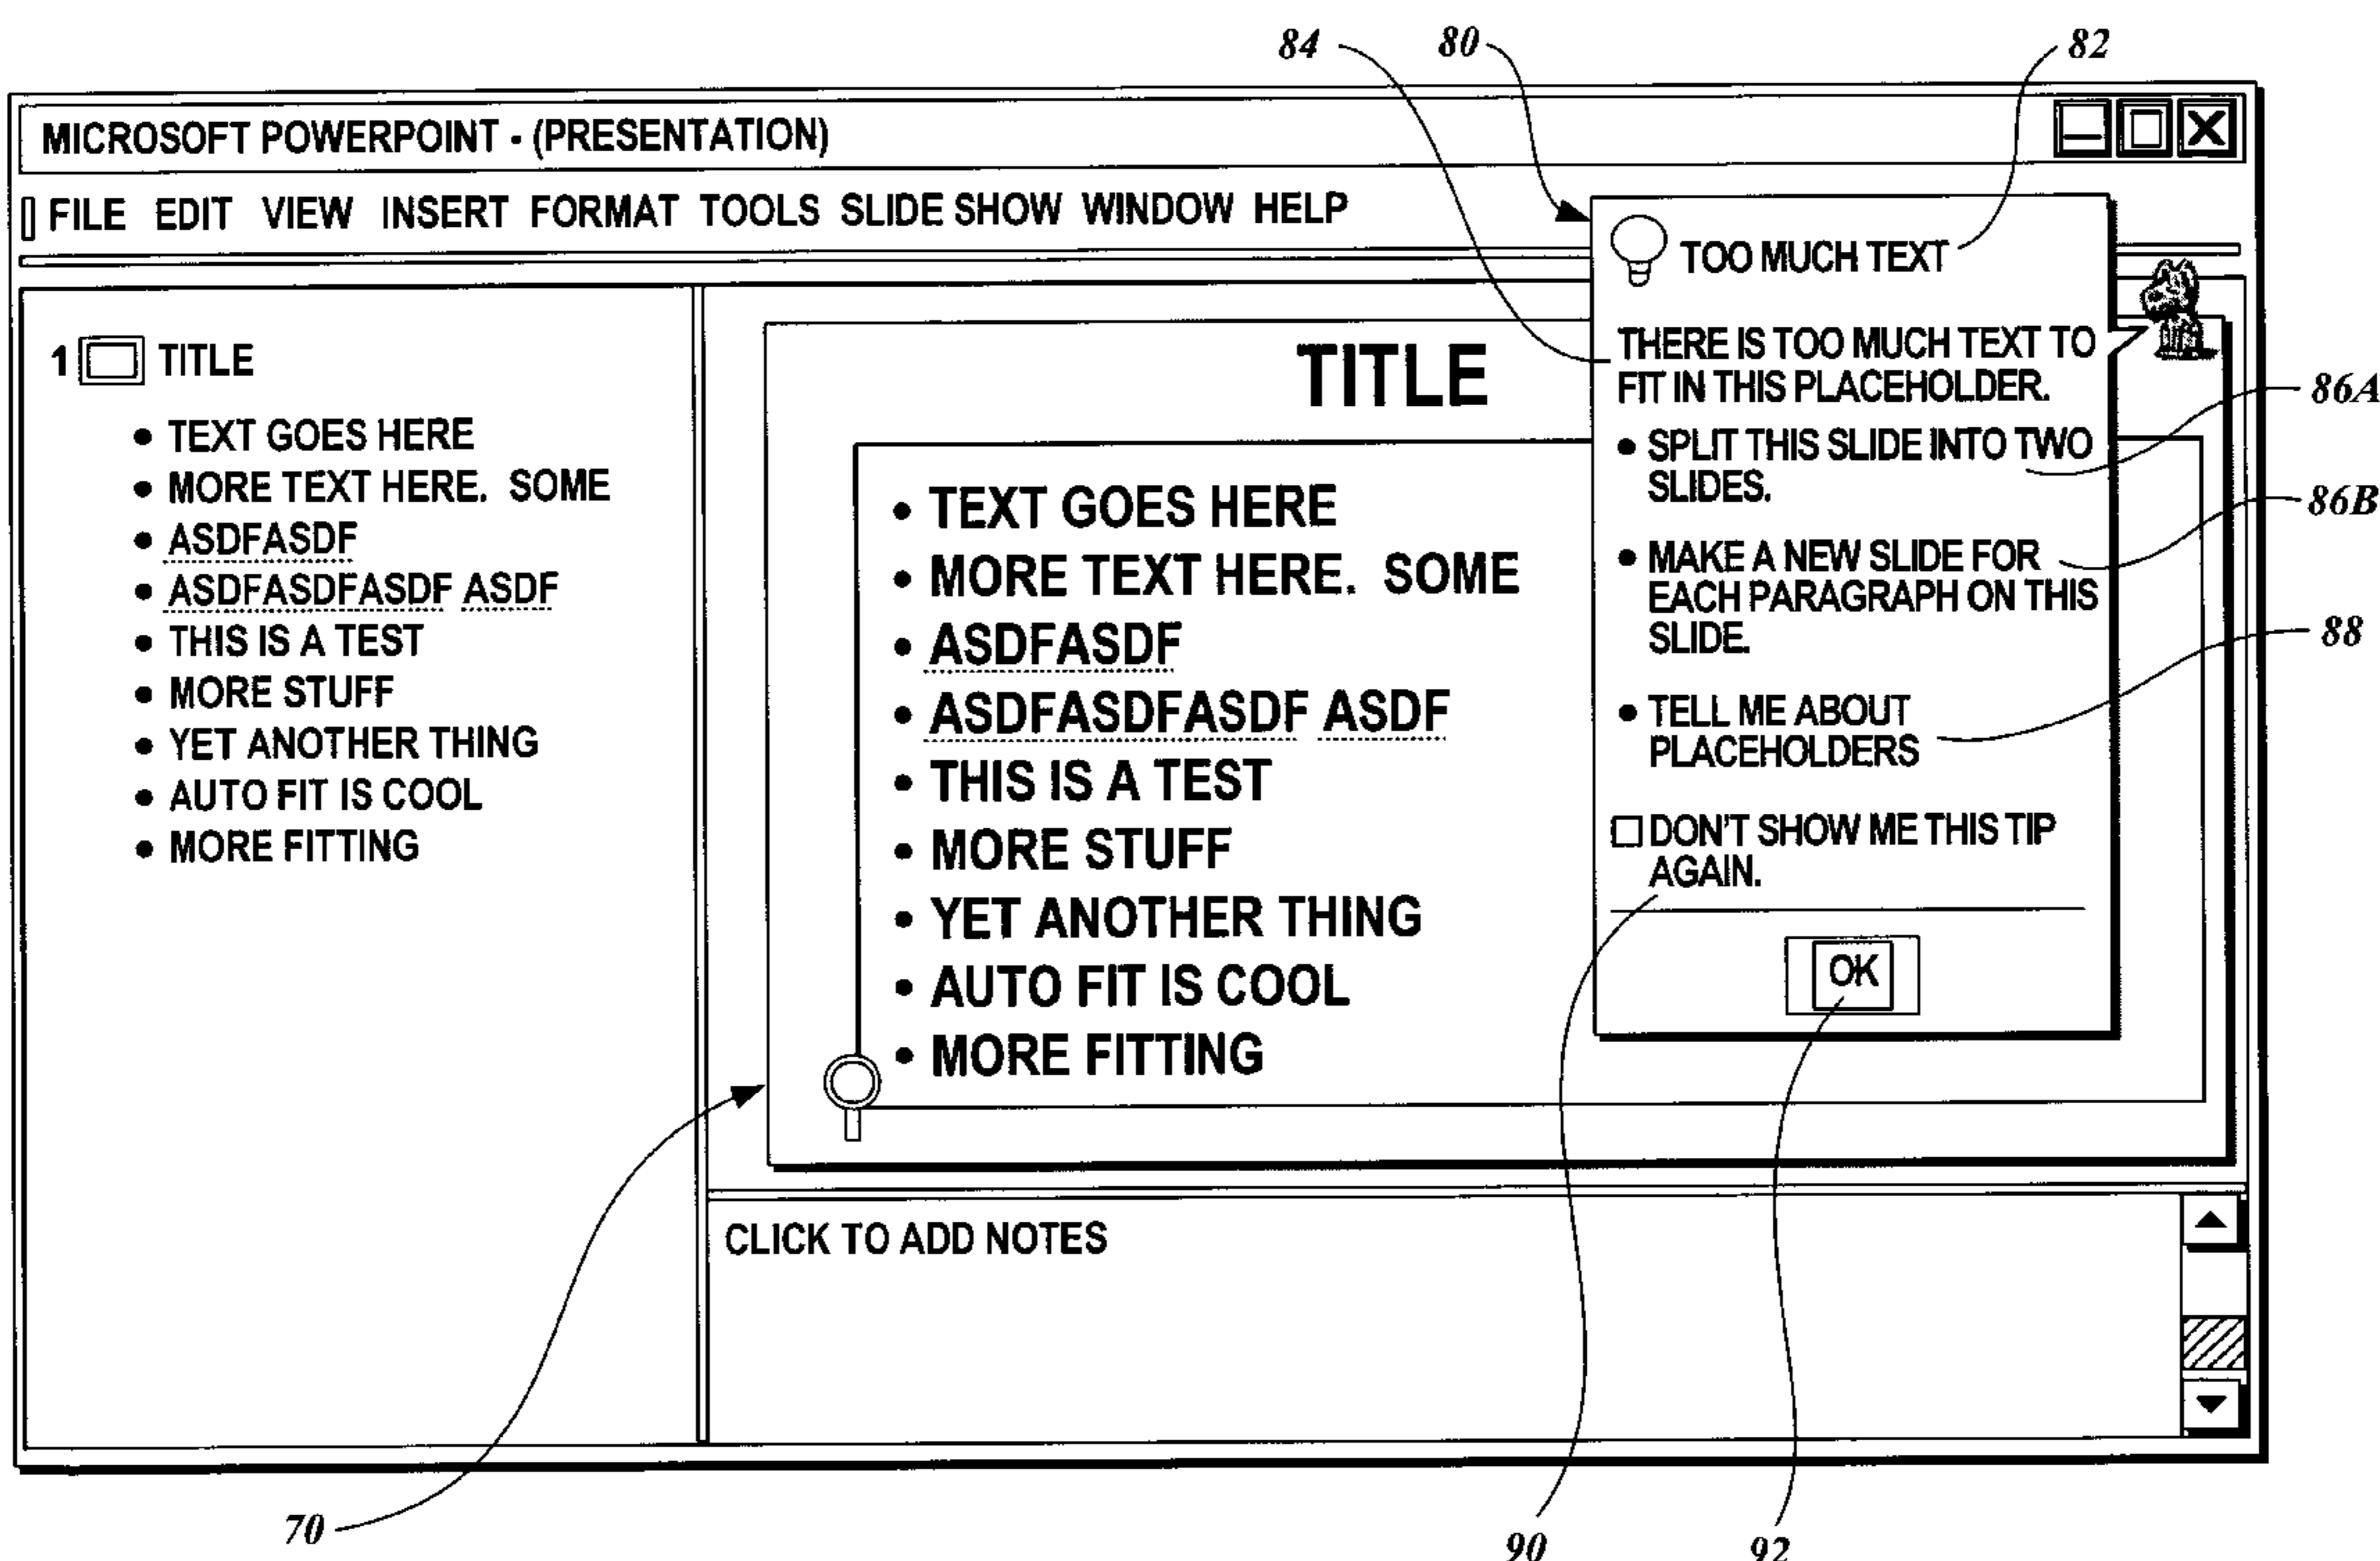 84 80 82
MICROSOFT POWERPOINT - (PRESENTATION)
FILE EDIT VIEW INSERT FORMAT TOOLS SLIDE SHOW WINDOW HELP
1 TITLE
• TEXT GOES HERE
• MORE TEXT HERE. SOME
• ASDFASDF
• ASDFASDFASDF ASDF
• THIS IS A TEST
• MORE STUFF
• YET ANOTHER THING
• AUTO FIT IS COOL
• MORE FITTING
TITLE
• TEXT GOES HERE
• MORE TEXT HERE. SOME
• ASDFASDF
• ASDFASDFASDF ASDF
• THIS IS A TEST
• MORE STUFF
• YET ANOTHER THING
• AUTO FIT IS COOL
• MORE FITTING
TOO MUCH TEXT
THERE IS TOO MUCH TEXT TO
FIT IN THIS PLACEHOLDER.
• SPLIT THIS SLIDE INTO TWO
SLIDES.
• MAKE A NEW SLIDE FOR
EACH PARAGRAPH ON THIS
SLIDE.
• TELL ME ABOUT
PLACEHOLDERS
DON'T SHOW ME THIS TIP
AGAIN.
OK
86A
86B
88
CLICK TO ADD NOTES
70 90 92